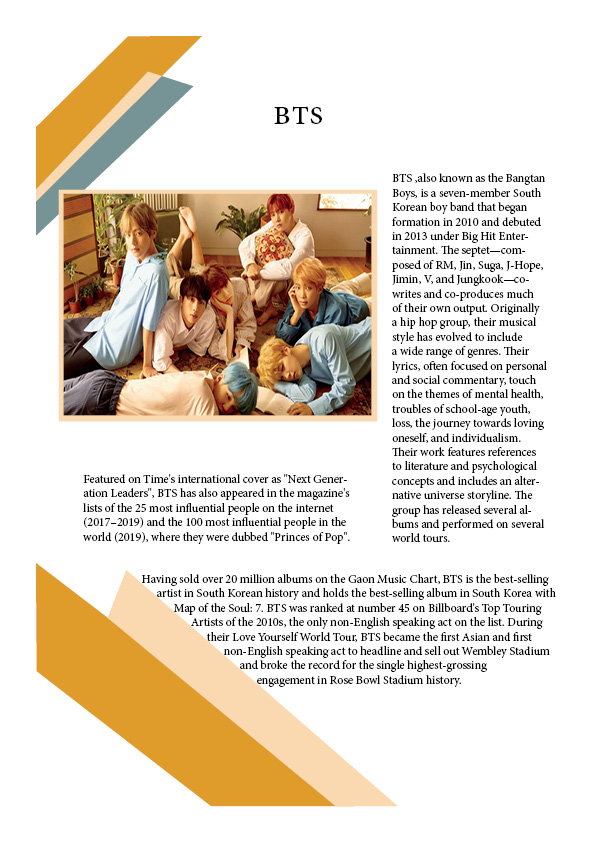 BTS
BTS ,also known as the Bangtan
Boys, is a seven-member South
Korean boy band that began
formation in 2010 and debuted
in 2013 under Big Hit Enter-
tainment. The septet—com-
posed of RM, Jin, Suga, J-Hope,
Jimin, V, and Jungkook—co-
writes and co-produces much
of their own output. Originally
a hip hop group, their musical
style has evolved to include
a wide range of genres. Their
lyrics, often focused on personal
and social commentary, touch
on the themes of mental health,
troubles of school-age youth,
loss, the journey towards loving
oneself, and individualism.
Their work features references
to literature and psychological
concepts and includes an alter-
native universe storyline. The
group has released several al-
bums and performed on several
world tours.
Featured on Time's international cover as "Next Gener-
ation Leaders", BTS has also appeared in the magazine's
lists of the 25 most influential people on the internet
(2017–2019) and the 100 most influential people in the
world (2019), where they were dubbed "Princes of Pop".
Having sold over 20 million albums on the Gaon Music Chart, BTS is the best-selling
artist in South Korean history and holds the best-selling album in South Korea with
Map of the Soul: 7. BTS was ranked at number 45 on Billboard's Top Touring
Artists of the 2010s, the only non-English speaking act on the list. During
their Love Yourself World Tour, BTS became the first Asian and first
non-English speaking act to headline and sell out Wembley Stadium
and broke the record for the single highest-grossing
engagement in Rose Bowl Stadium history.